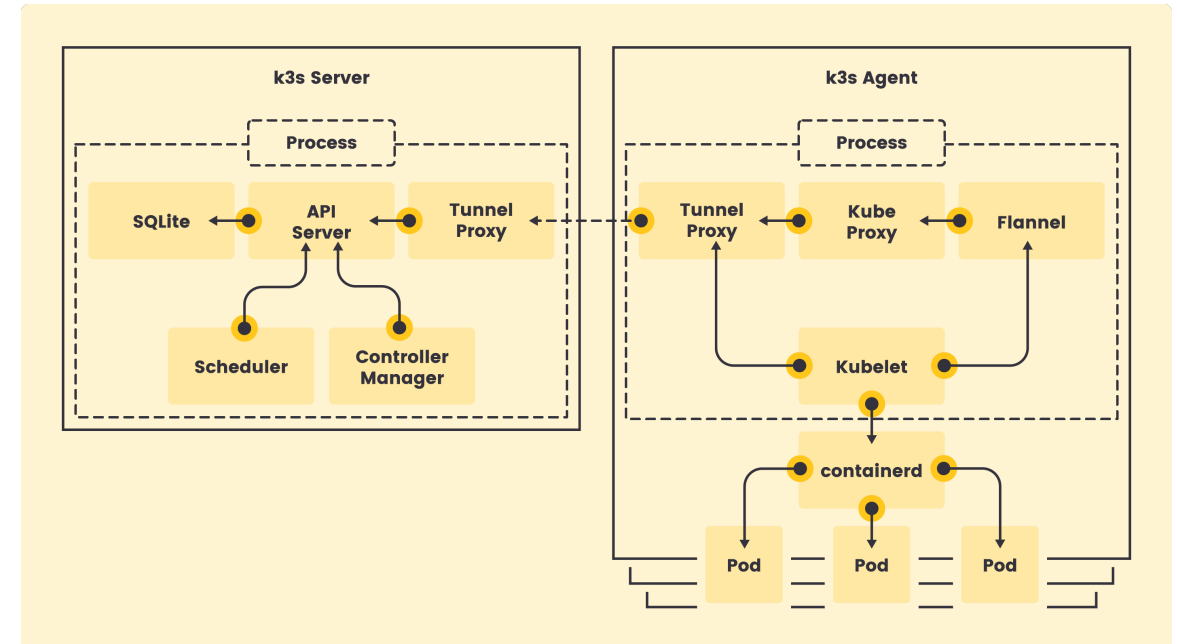 k3s Server
Process
SQLite
API
Server
Tunnel
Proxy
Scheduler
Controller
Manager
k3s Agent
Process
Tunnel
Proxy
Kube
Proxy
Flannel
Kubelet
containerd
Pod
Pod
Pod